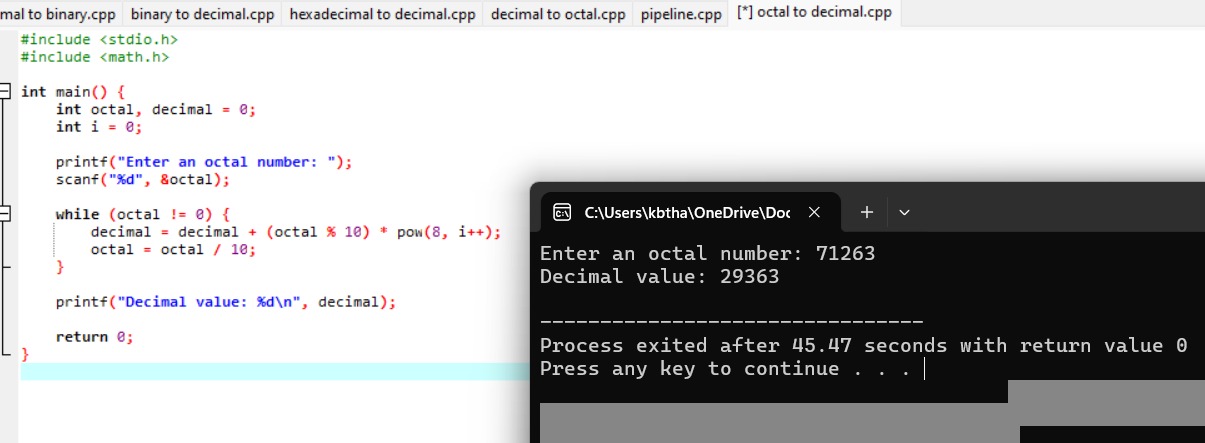 mal to binary.cpp binary to decimal.cpp hexadecimal to decimal.cpp decimal to octal.cpp pipeline.cpp [*] octal to decimal.cpp
#include <stdio.h>
#include <math.h>
int main() {
int octal, decimal = 0;
int i = 0;
printf("Enter an octal number: ");
scanf("%d", &octal);
while (octal != 0) {
decimal = decimal + (octal % 10) * pow(8, i++);
octal = octal / 10;
}
printf("Decimal value: %d\n", decimal);
return 0;
}
C:\Users\kbtha\OneDrive\Doc
Enter an octal number: 71263
Decimal value: 29363
--------------------------------
Process exited after 45.47 seconds with return value 0
Press any key to continue . . .